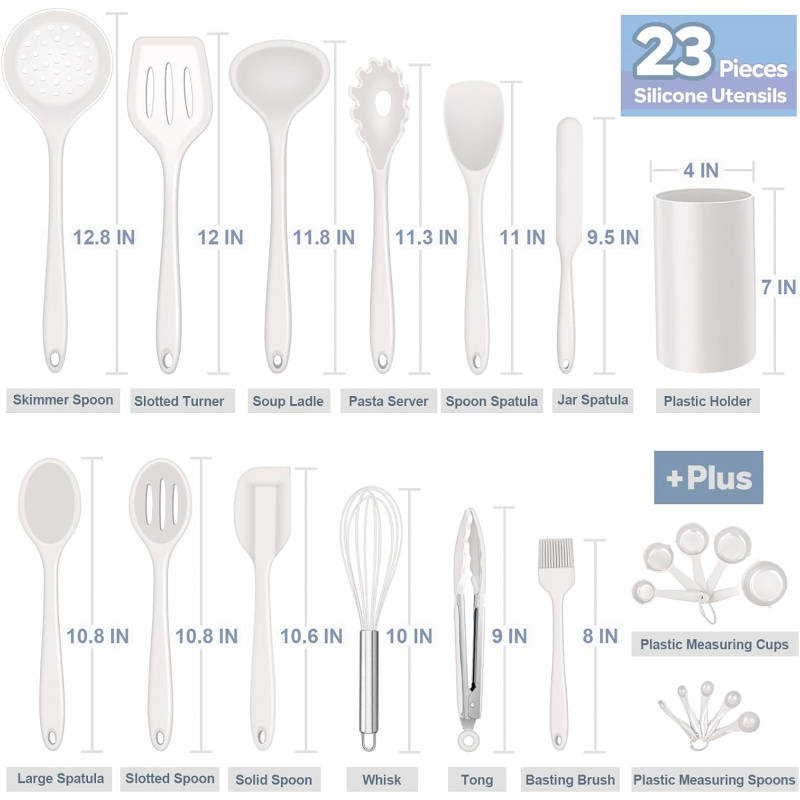 23 Pieces
Silicone Utensils
4 IN
12.8 IN
12 IN
11.8 IN
11.3 IN
11 IN
9.5 IN
7 IN
Skimmer Spoon
Slotted Turner
Soup Ladle
Pasta Server
Spoon Spatula
Jar Spatula
Plastic Holder
+Plus
10.8 IN
10.8 IN
10.6 IN
10 IN
9 IN
8 IN
Plastic Measuring Cups
Large Spatula
Slotted Spoon
Solid Spoon
Whisk
Tong
Basting Brush
Plastic Measuring Spoons